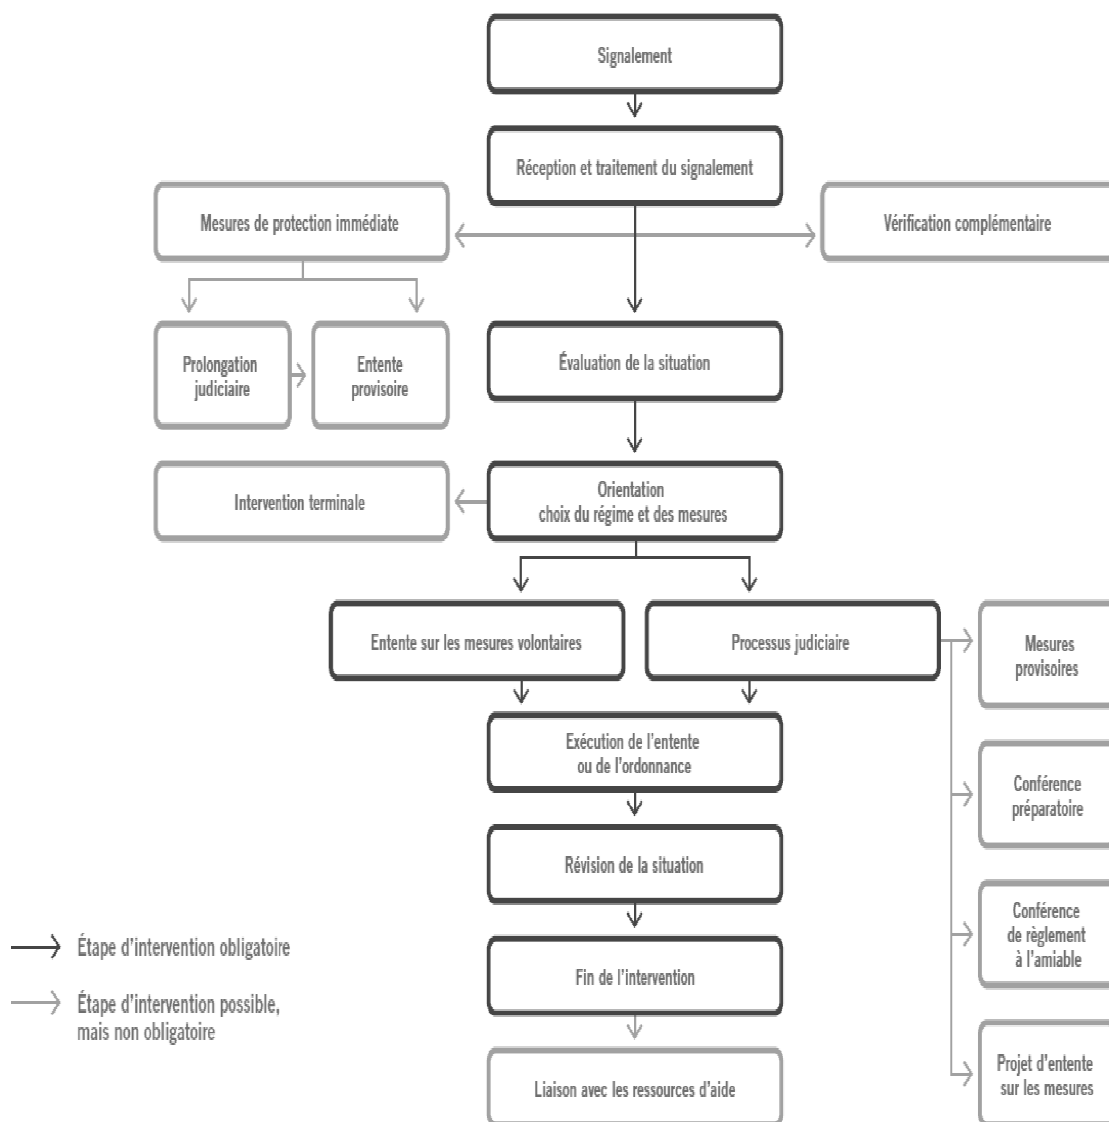 Signalement
Réception et traitement du signalement
Mesures de protection immédiate
Vérification complémentaire
Prolongation
judiciaire
Entente
provisoire
Évaluation de la situation
Intervention terminale
Orientation
choix du régime et des mesures
Entente sur les mesures volontaires
Processus judiciaire
Mesures
provisoires
Exécution de l'entente
ou de l'ordonnance
Conférence
préparatoire
Révision de la situation
Conférence
de règlement
à l'amiable
Étape d'intervention obligatoire
Fin de l'intervention
Étape d'intervention possible,
mais non obligatoire
Liaison avec les ressources d'aide
Projet d'entente
sur les mesures